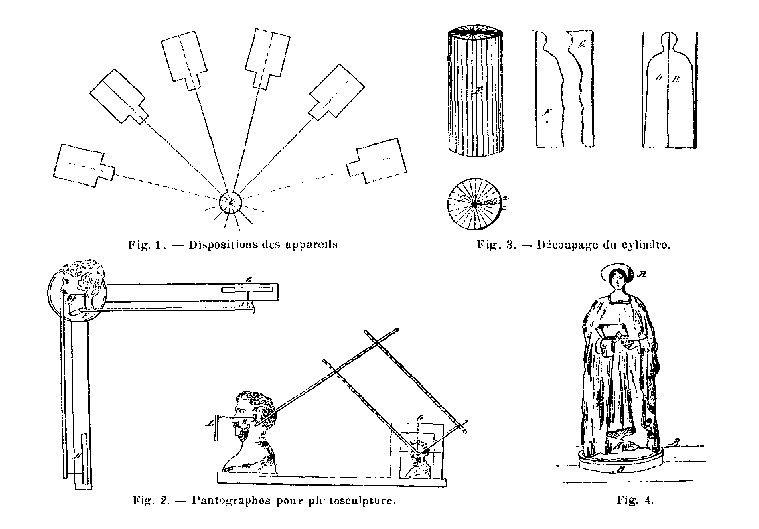 Fig. 1. — Dispositions des appareils
Fig. 3. — Découpage du cylindre.
Fig. 2. — Pantographes pour photosculpture.
Fig. 4.